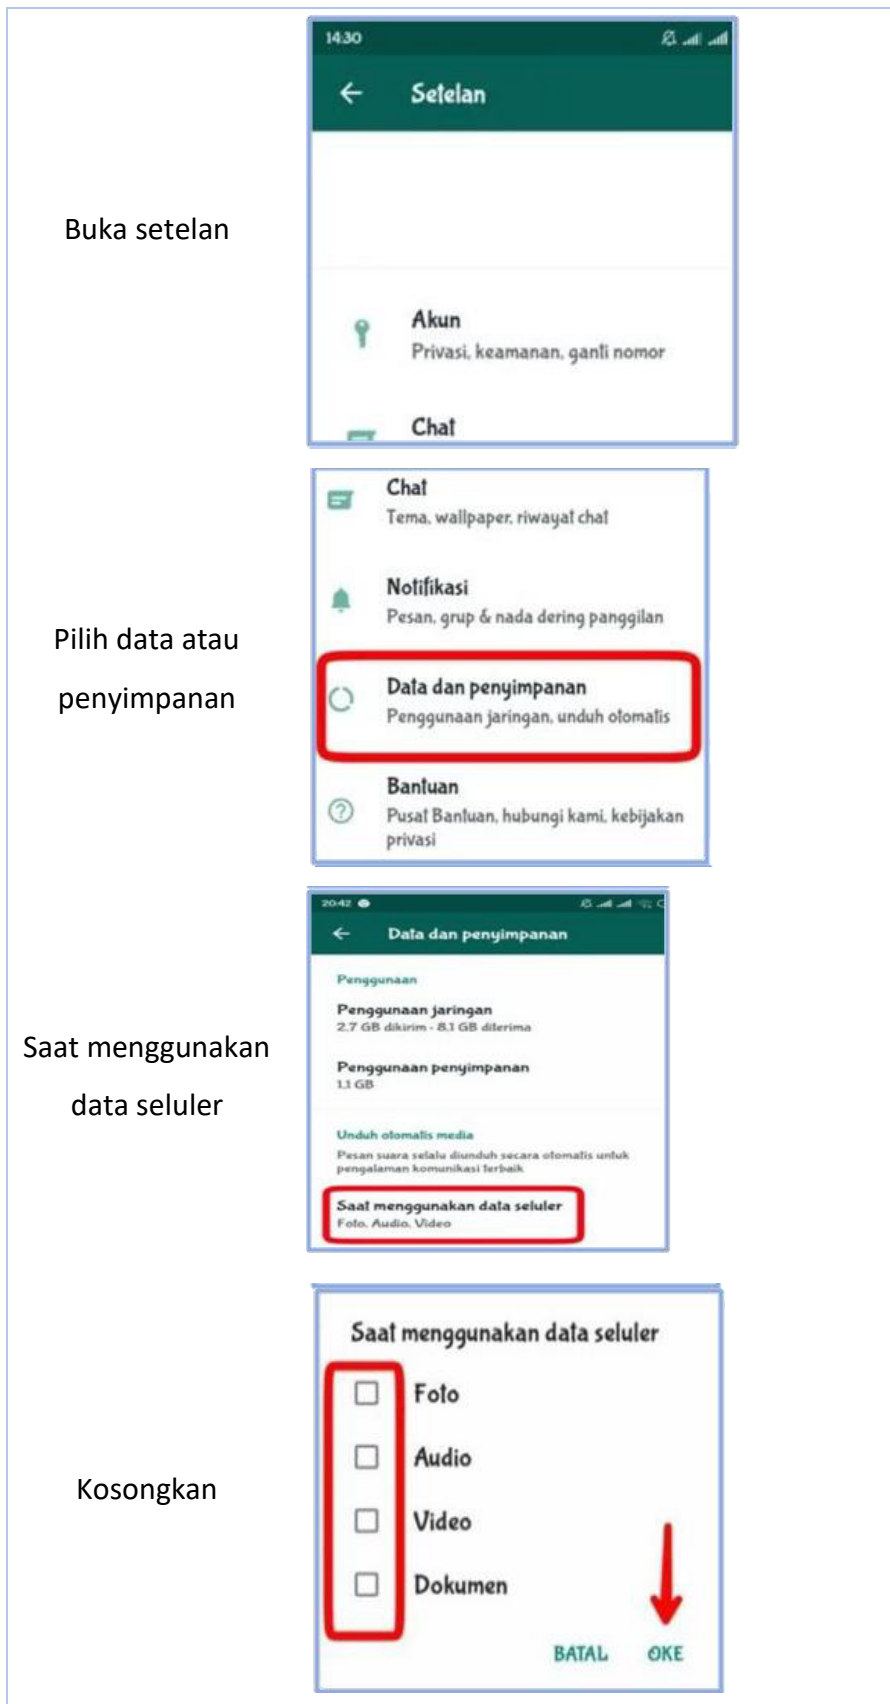 14:30
Setelan
Buka setelan
Akun
Privasi, keamanan, ganti nomor
Chat
Chat
Tema, wallpaper, riwayat chat
Notifikasi
Pesan, grup & nada dering panggilan
Pilih data atau
penyimpanan
Data dan penyimpanan
Penggunaan jaringan, unduh otomatis
Bantuan
Pusat Bantuan, hubungi kami, kebijakan
privasi
20:42
Data dan penyimpanan
Penggunaan
Penggunaan jaringan
2.7 GB dikirim - 8.1 GB diterima
Saat menggunakan
data seluler
Penggunaan penyimpanan
1.1 GB
Unduh otomatis media
Pesan suara selalu diunduh secara otomatis untuk
pengalaman komunikasi terbaik
Saat menggunakan data seluler
Foto, Audio, Video
Saat menggunakan data seluler
Foto
Audio
Kosongkan
Video
Dokumen
BATAL OKE